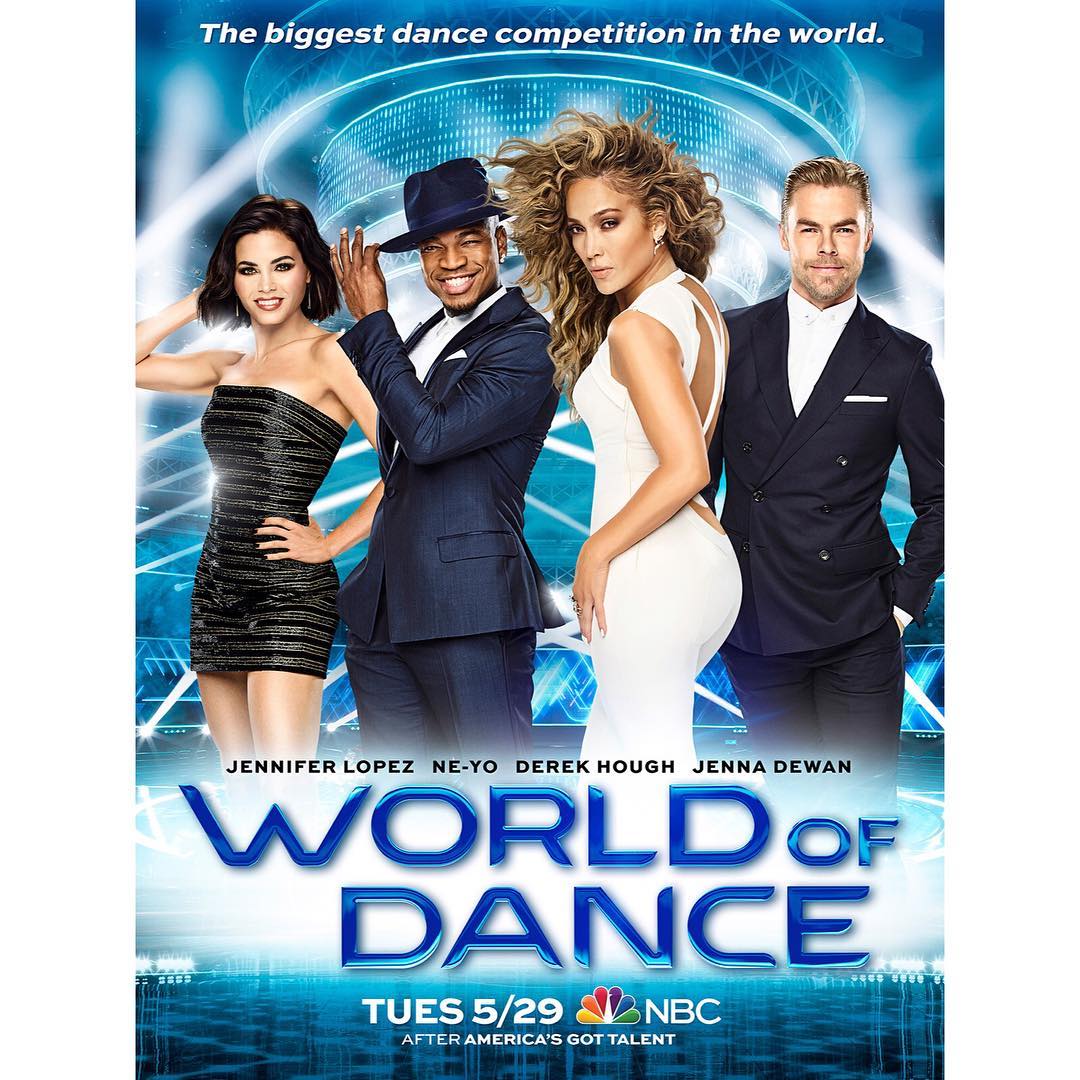 The biggest dance competition in the world.
JENNIFER LOPEZ NE-YO DEREK HOUGH JENNA DEWAN
WORLD OF
DANCE
TUES 5/29 NBC
AFTER AMERICA'S GOT TALENT